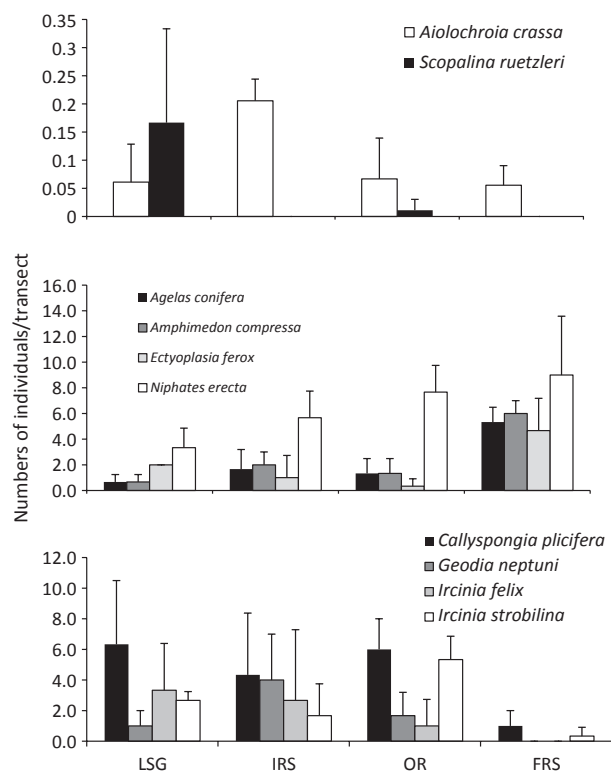 0.35
0.3
0.25
0.2
0.15
0.1
0.05
0
Aiolochroia crassa
Scopalina ruetzleri
Numbers of individuals/transect
16.0
14.0
12.0
10.0
8.0
6.0
4.0
2.0
0.0
Agelas conifera
Amphimedon compressa
Ectyoplasia ferox
Niphates erecta
12.0
10.0
8.0
6.0
4.0
2.0
0.0
Callyspongia plicifera
Geodia neptuni
Ircinia felix
Ircinia strobilina
LSG IRS OR FRS